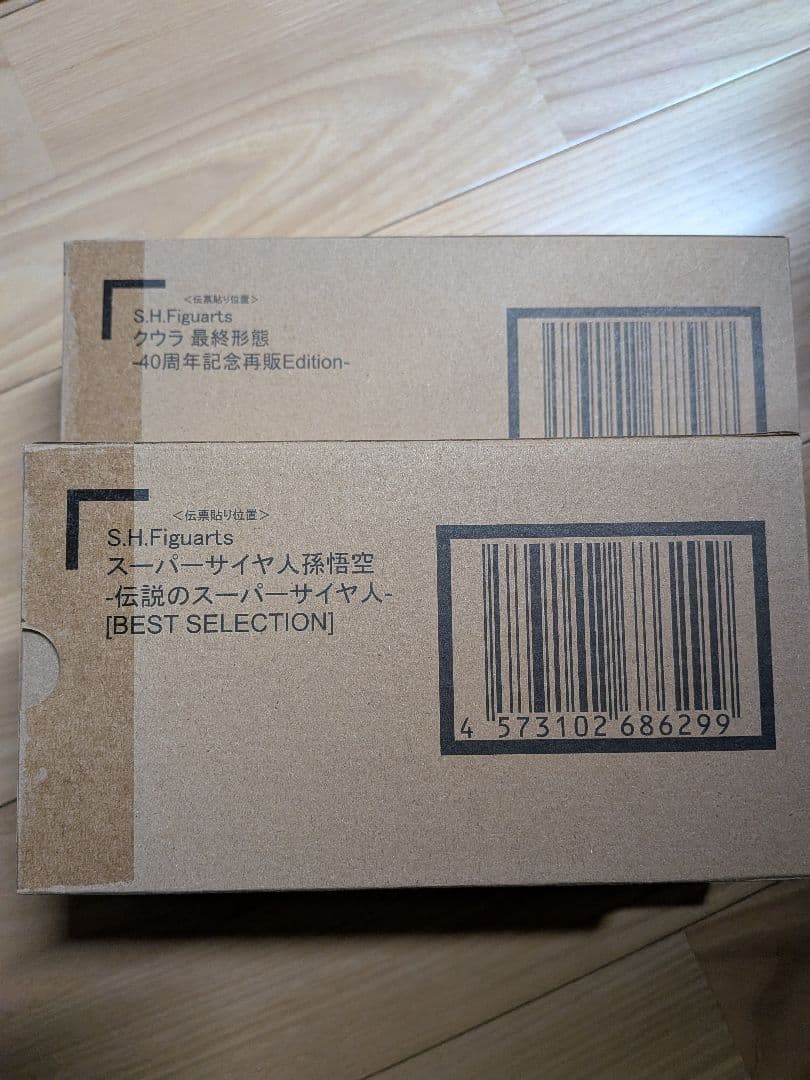 <伝票貼り位置>
S.H.Figuarts
クウラ 最終形態
-40周年記念再販Edition-
<伝票貼り位置>
S.H.Figuarts
スーパーサイヤ人孫悟空
-伝説のスーパーサイヤ人-
[BEST SELECTION]
4 573102 686299